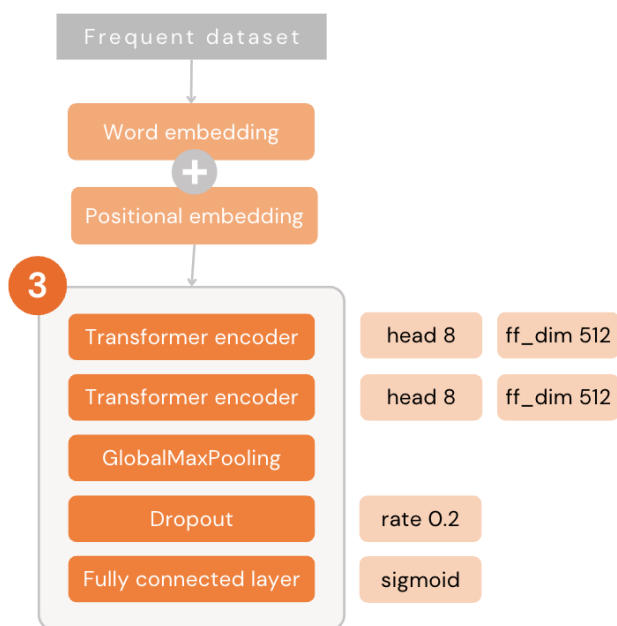 Frequent dataset
Word embedding
+
Positional embedding
3
Transformer encoder head 8 ff_dim 512
Transformer encoder head 8 ff_dim 512
GlobalMaxPooling
Dropout rate 0.2
Fully connected layer sigmoid